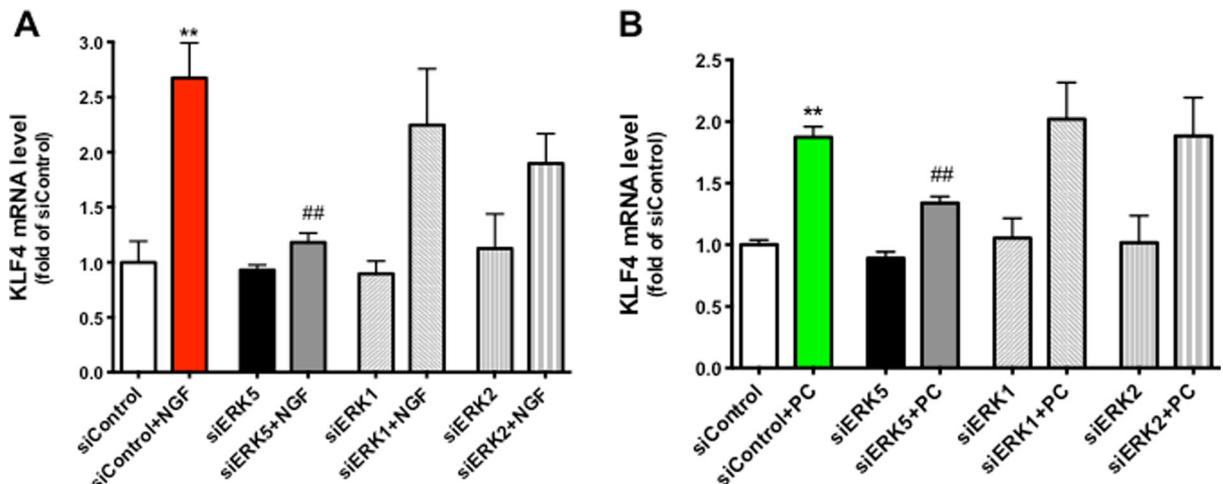 A
KLF4 mRNA level
(fold of siControl)
3.0
2.5
2.0
1.5
1.0
0.5
0.0
**
##
siControl
siControl+NGF
siERK5
siERK5+NGF
siERK1
siERK1+NGF
siERK2
siERK2+NGF
B
KLF4 mRNA level
(fold of siControl)
2.5
2.0
1.5
1.0
0.5
0.0
**
##
siControl
siControl+PC
siERK5
siERK5+PC
siERK1
siERK1+PC
siERK2
siERK2+PC